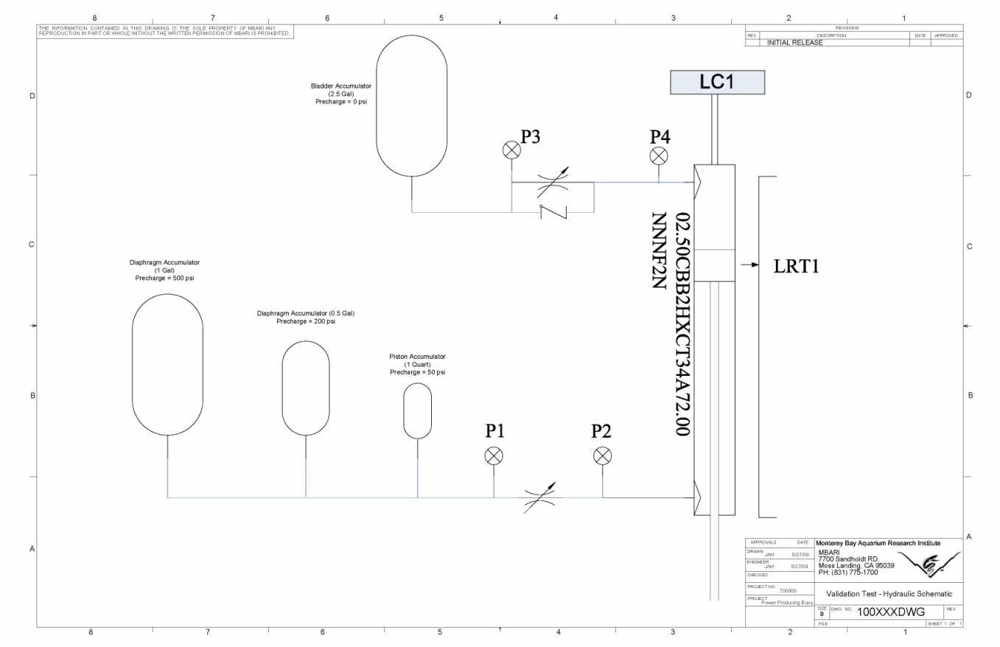 8 7 6 5 4 3 2 1
THE INFORMATION CONTAINED IN THIS DRAWING IS THE SOLE PROPERTY OF MBARI ANY
REPRODUCTION IN PART OR WHOLE WITHOUT THE WRITTEN PERMISSION OF MBARI IS PROHIBITED.
REVISIONS
REV. DESCRIPTION DATE APPROVED
INITIAL RELEASE
LC1
Bladder Accumulator
(2.5 Gal)
Precharge = 0 psi
D D
P3 P4
02.50CBB2HXCT34A72.00
NNNF2N
C C
Diaphragm Accumulator
(1 Gal)
Precharge = 500 psi
LRT1
Diaphragm Accumulator (0.5 Gal)
Precharge = 200 psi
Piston Accumulator
(1 Quart)
Precharge = 50 psi
B B
P1 P2
A A
APPROVALS DATE
DRAWN JAH 5/27/09
ENGINEER JAH 5/27/09
CHECKED
PROJECT NO. 700956
PROJECT Power Producing Buoy
Monterey Bay Aquarium Research Institute
MBARI
7700 Sandholdt RD.
Moss Landing, CA 95039
PH: (831) 775-1700
Validation Test - Hydraulic Schematic
SIZE B DWG. NO. 100XXXDWG REV.
FILE: SHEET 1 OF 1
8 7 6 5 4 3 2 1